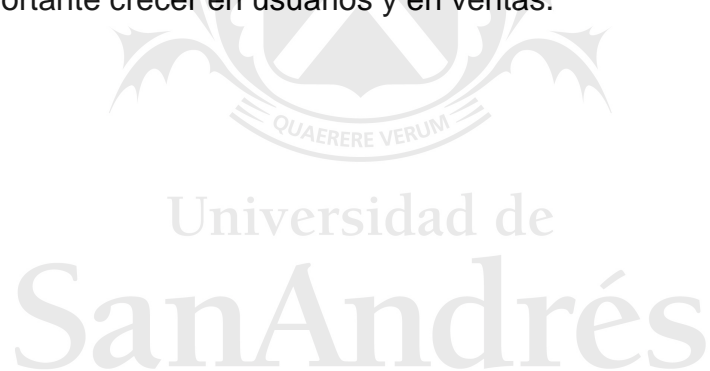 ortante crecer en usuarios y en ventas.
QUAERERE VERUM
Universidad de
SanAndrés